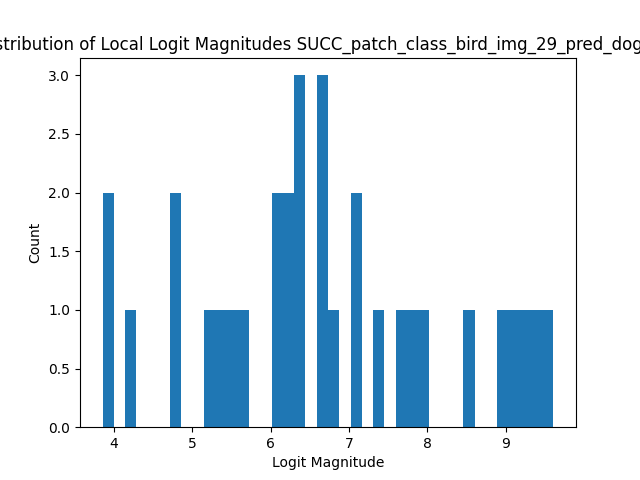 stribution of Local Logit Magnitudes SUCC_patch_class_bird_img_29_pred_dog
3.0
2.5
2.0
1.5
1.0
0.5
0.0
Count
4 5 6 7 8 9
Logit Magnitude